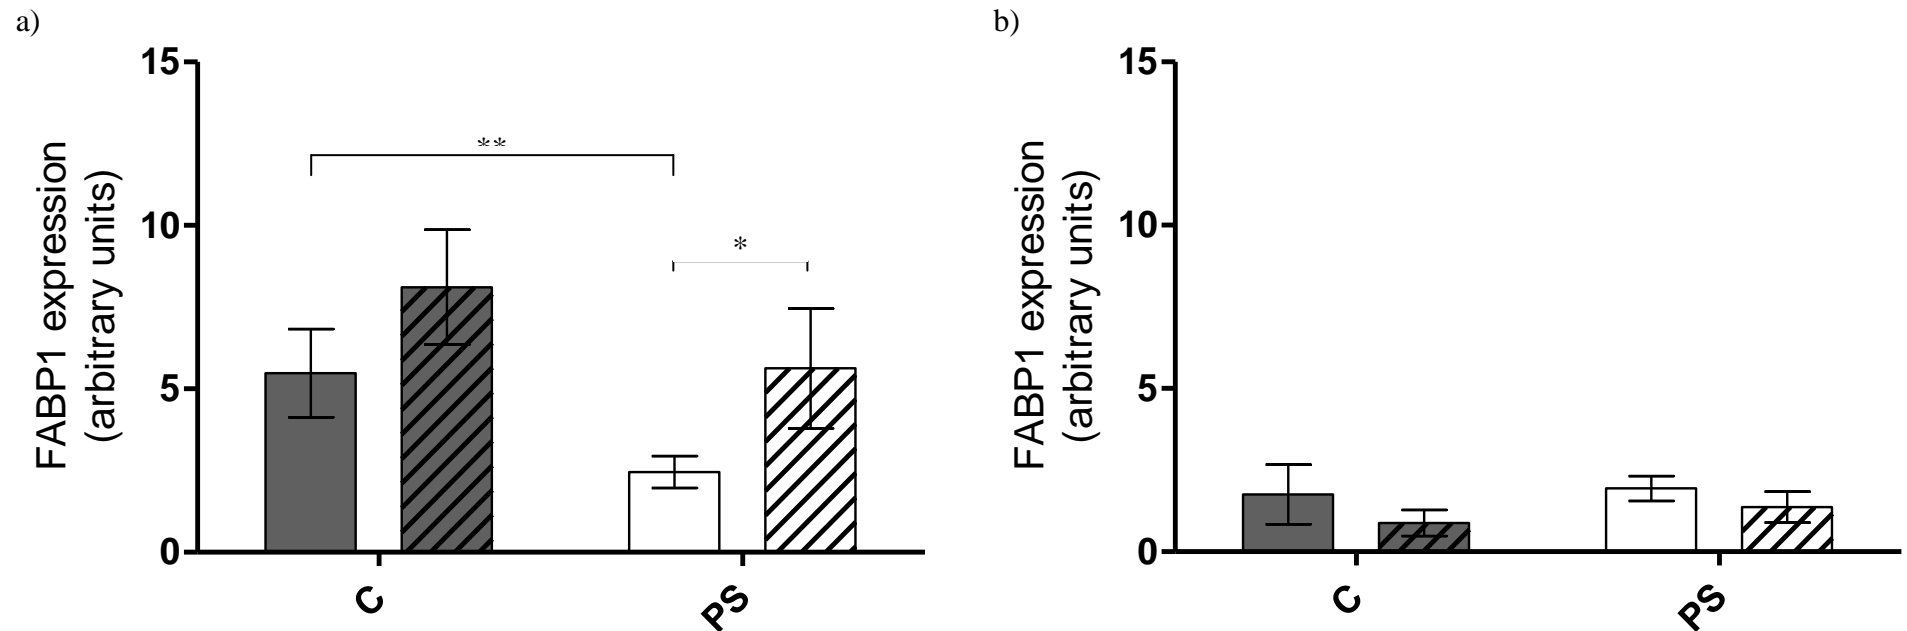 a)
15
10
5
0
FABP1 expression
(arbitrary units)
**
*
C
PS
b)
15
10
5
0
FABP1 expression
(arbitrary units)
C
PS